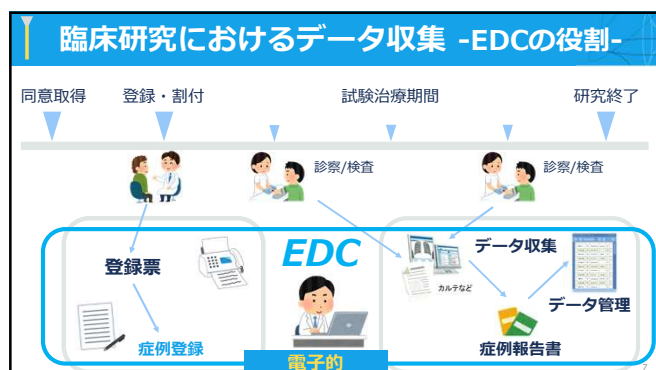 臨床研究におけるデータ収集 -EDCの役割-
同意取得
登録・割付
試験治療期間
研究終了
診察/検査
診察/検査
登録票
EDC
データ収集
カルテなど
データ管理
症例登録
症例報告書
電子的
7